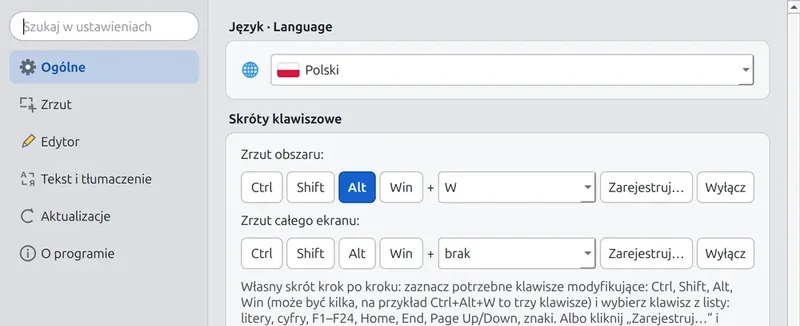 Szukaj w ustawieniach
Ogólne
Zrzut
Edytor
Tekst i tłumaczenie
Aktualizacje
O programie
Język · Language
Polski
Skróty klawiszowe
Zrzut obszaru:
Ctrl Shift Alt Win + W Zarejestruj… Wyłącz
Zrzut całego ekranu:
Ctrl Shift Alt Win + brak Zarejestruj… Wyłącz
Własny skrót krok po kroku: zaznacz potrzebne klawisze modyfikujące: Ctrl, Shift, Alt,
Win (może być kilka, na przykład Ctrl+Alt+W to trzy klawisze) i wybierz klawisz z listy:
litery, cyfry, F1–F24, Home, End, Page Up/Down, znaki. Albo kliknij „Zarejestruj…” i